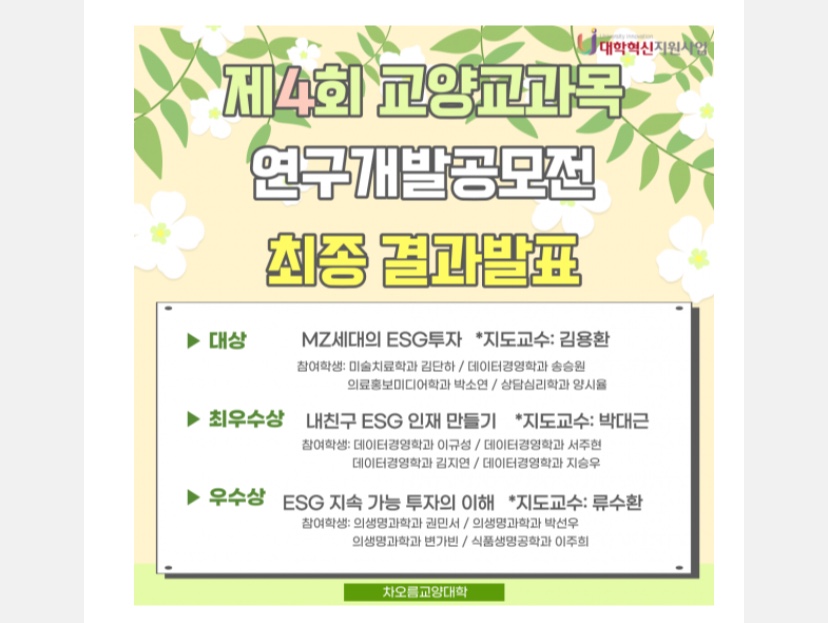 University Innovation
대학혁신지원사업
제4회 교양교과목
연구개발공모전
최종 결과발표
▶ 대상 MZ세대의 ESG투자 *지도교수: 김용환
참여학생: 미술치료학과 김단하 / 데이터경영학과 송승원
의료홍보미디어학과 박소연 / 상담심리학과 양시율
▶ 최우수상 내친구 ESG 인재 만들기 *지도교수: 박대근
참여학생: 데이터경영학과 이규성 / 데이터경영학과 서주현
데이터경영학과 김지연 / 데이터경영학과 지승우
▶ 우수상 ESG 지속 가능 투자의 이해 *지도교수: 류수환
참여학생: 의생명과학과 권민서 / 의생명과학과 박선우
의생명과학과 변가빈 / 식품생명공학과 이주희
차오름교양대학